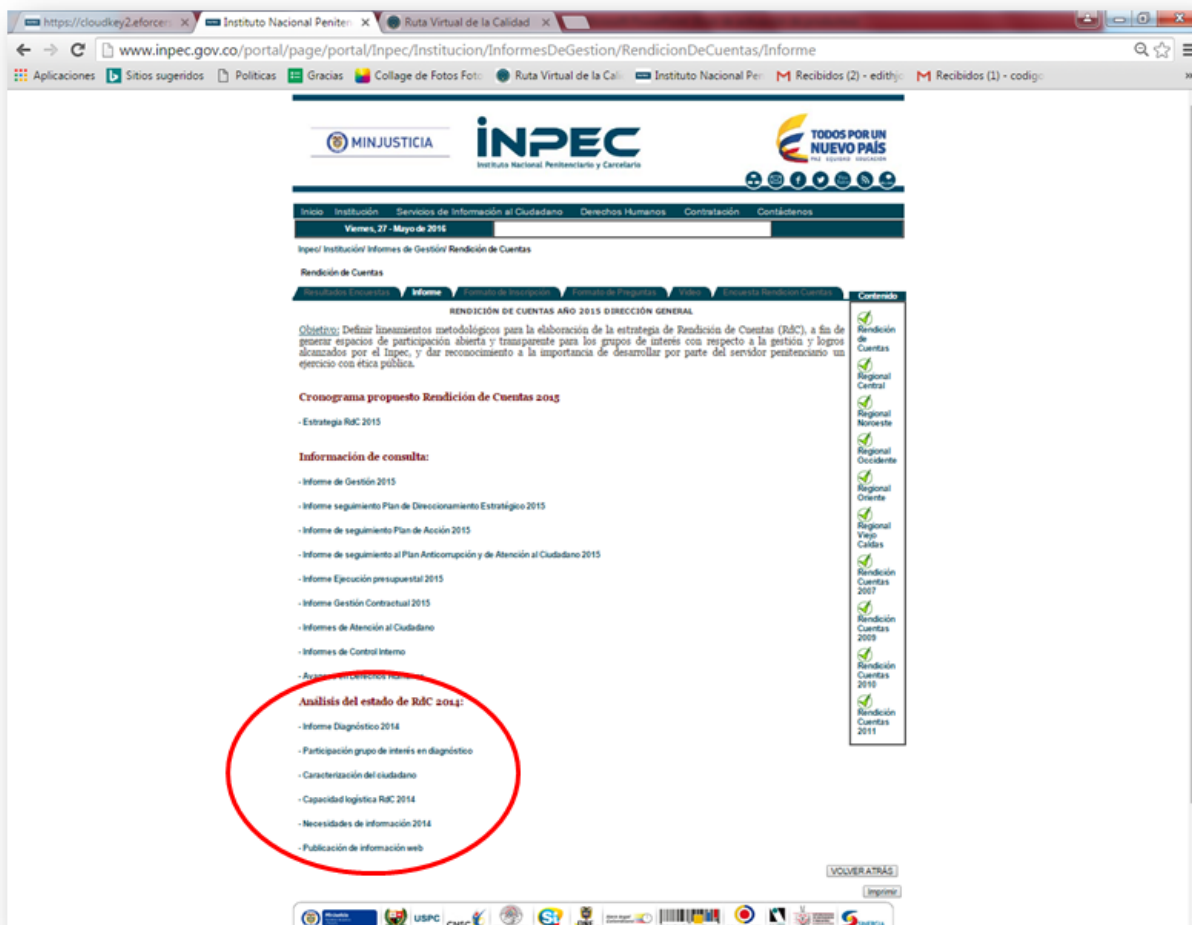 https://cloudkey2.eforcers
Instituto Nacional Peniten
Ruta Virtual de la Calidad
www.inpec.gov.co/portal/page/portal/Inpec/Institucion/InformesDeGestion/RendicionDeCuentas/Informe
Aplicaciones
Sitios sugeridos
Políticas
Gracias
Collage de Fotos Foto
Ruta Virtual de la Cali
Instituto Nacional Per
Recibidos (2) - edithjc
Recibidos (1) - codigo
MINJUSTICIA
INPEC
Instituto Nacional Penitenciario y Carcelario
TODOS POR UN
NUEVO PAÍS
PAZ EQUIDAD EDUCACIÓN
Inicio Institución Servicios de Información al Ciudadano Derechos Humanos Contratación Contáctenos
Viernes, 27 - Mayo de 2016
Inpec/ Institución/ Informes de Gestión/ Rendición de Cuentas
Rendición de Cuentas
Resultados Encuestas
Informe
Formato de Inscripción
Formato de Preguntas
Video
Encuesta Rendicion Cuentas
RENDICIÓN DE CUENTAS AÑO 2015 DIRECCIÓN GENERAL
Objetivo: Definir lineamientos metodológicos para la elaboración de la estrategia de Rendición de Cuentas (RdC), a fin de
generar espacios de participación abierta y transparente para los grupos de interés con respecto a la gestión y logros
alcanzados por el Inpec, y dar reconocimiento a la importancia de desarrollar por parte del servidor penitenciario un
ejercicio con ética pública.
Cronograma propuesto Rendición de Cuentas 2015
- Estrategia RdC 2015
Información de consulta:
- Informe de Gestión 2015
- Informe seguimiento Plan de Direccionamiento Estratégico 2015
- Informe de seguimiento Plan de Acción 2015
- Informe de seguimiento al Plan Anticorrupción y de Atención al Ciudadano 2015
- Informe Ejecución presupuestal 2015
- Informe Gestión Contractual 2015
- Informes de Atención al Ciudadano
- Informes de Control Interno
- Avances en Derechos Humanos
Análisis del estado de RdC 2014:
- Informe Diagnóstico 2014
- Participación grupo de interés en diagnóstico
- Caracterización del ciudadano
- Capacidad logística RdC 2014
- Necesidades de información 2014
- Publicación de información web
Contenido
Rendición
de
Cuentas
Regional
Central
Regional
Noroeste
Regional
Occidente
Regional
Oriente
Regional
Viejo
Caldas
Rendición
Cuentas
2007
Rendición
Cuentas
2009
Rendición
Cuentas
2010
Rendición
Cuentas
2011
VOLVER ATRÁS
Imprimir
USPC